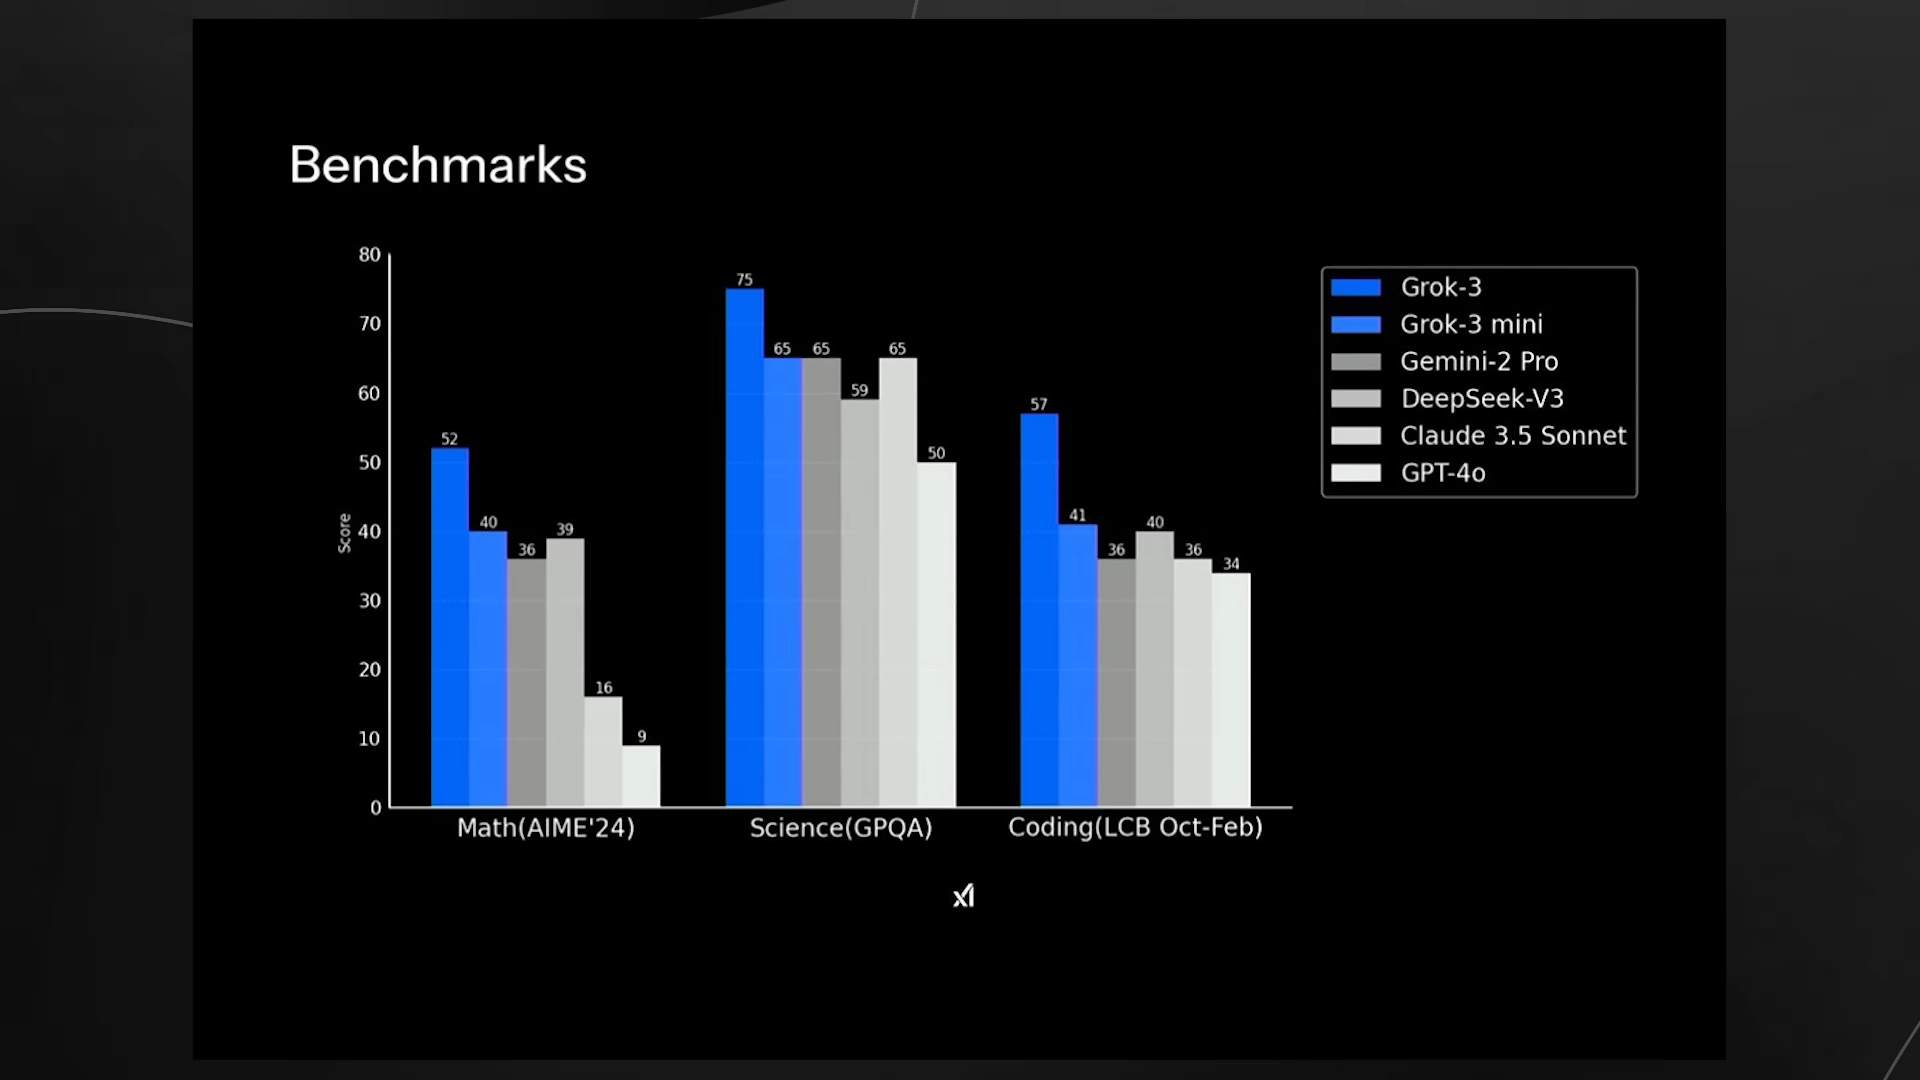 Benchmarks
80
70
60
50
40
30
20
10
0
Score
52
40
36
39
16
9
75
65
65
59
65
50
57
41
36
40
36
34
Math(AIME'24)
Science(GPQA)
Coding(LCB Oct-Feb)
Grok-3
Grok-3 mini
Gemini-2 Pro
DeepSeek-V3
Claude 3.5 Sonnet
GPT-4o
xI